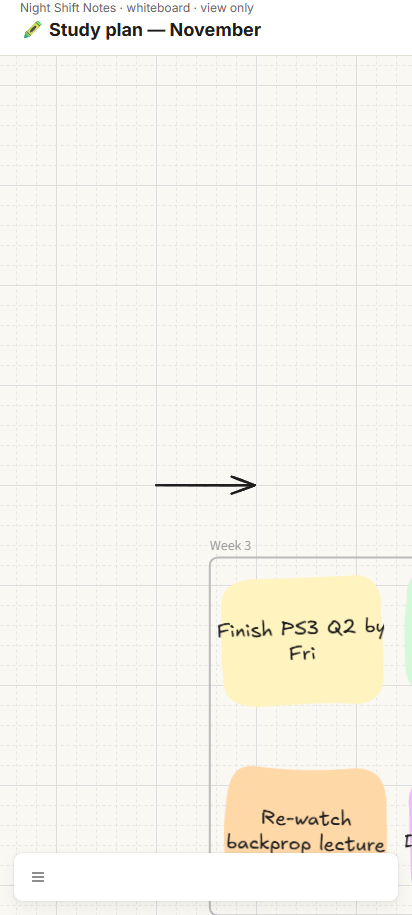 Night Shift Notes · whiteboard · view only
Study plan — November
Week 3
Finish PS3 Q2 by
Fri
Re-watch
backprop lecture